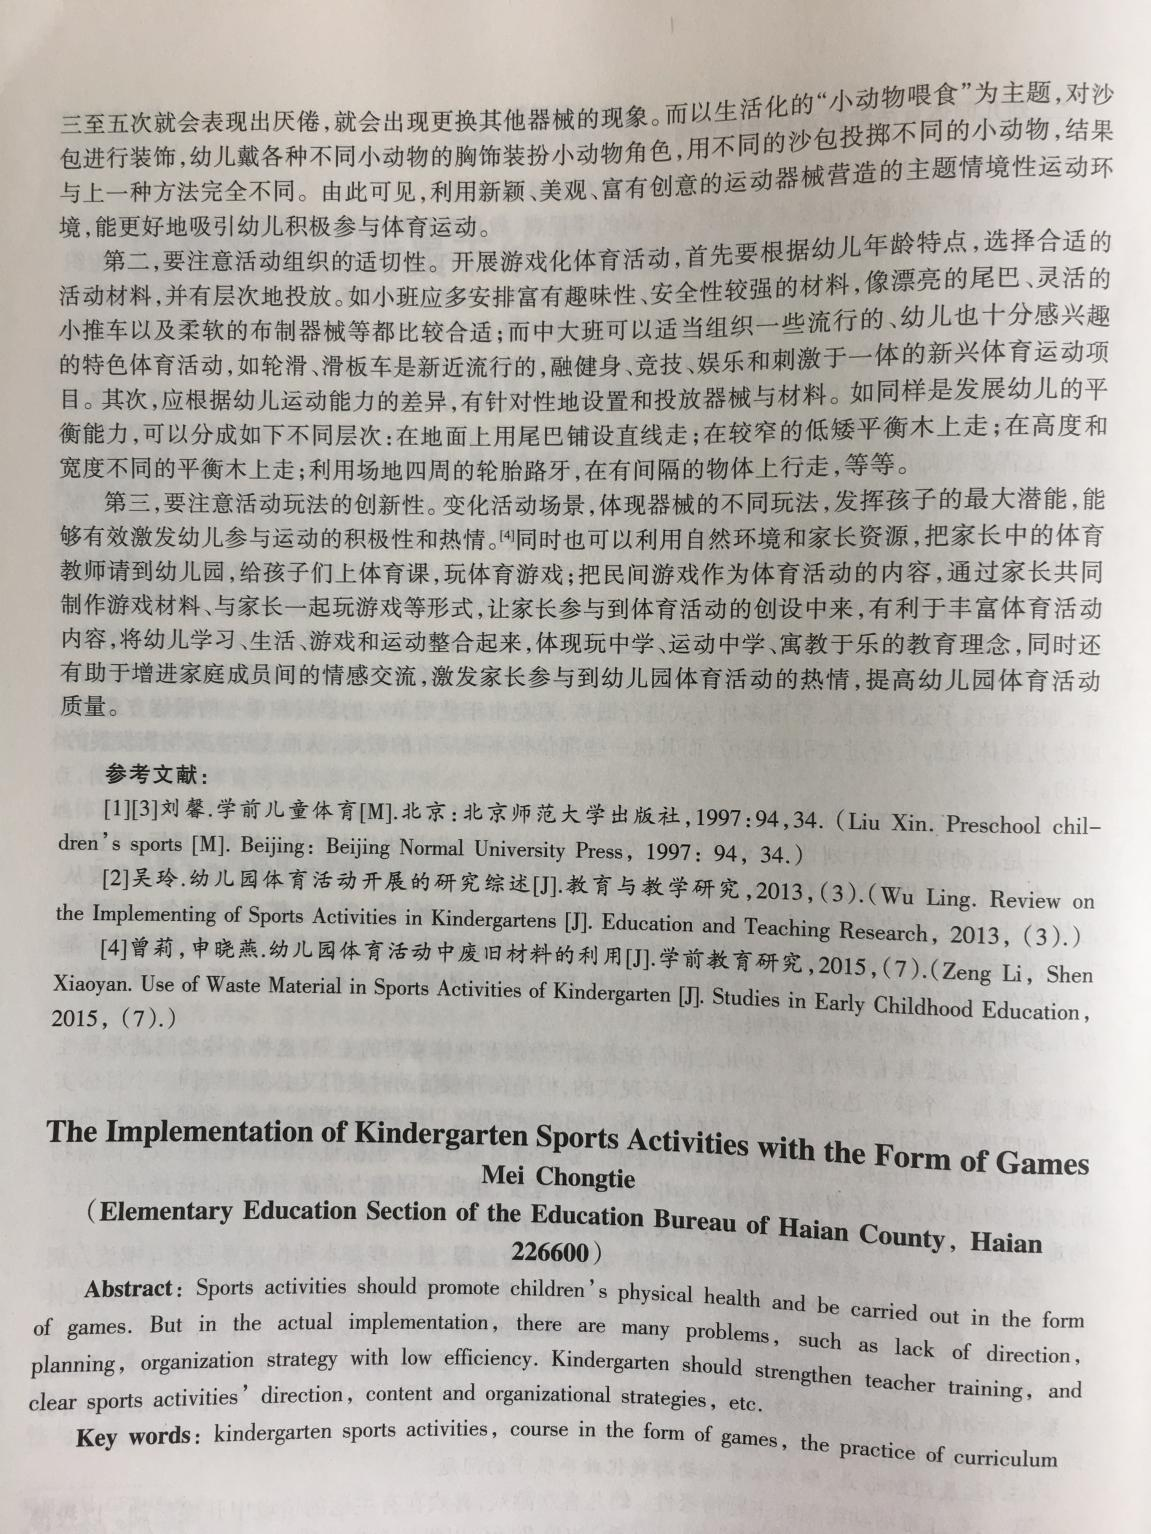 三至五次就会表现出厌倦,就会出现更换其他器械的现象。而以生活化的“小动物喂食”为主题,对沙
包进行装饰,幼儿戴各种不同小动物的胸饰装扮小动物角色,用不同的沙包投掷不同的小动物,结果
与上一种方法完全不同。由此可见,利用新颖、美观、富有创意的运动器械营造的主题情境性运动环
境,能更好地吸引幼儿积极参与体育运动。
第二,要注意活动组织的适切性。开展游戏化体育活动,首先要根据幼儿年龄特点,选择合适的
活动材料,并有层次地投放。如小班应多安排富有趣味性、安全性较强的材料,像漂亮的尾巴、灵活的
小推车以及柔软的布制器械等都比较合适;而中大班可以适当组织一些流行的、幼儿也十分感兴趣
的特色体育活动,如轮滑、滑板车是新近流行的,融健身、竞技、娱乐和刺激于一体的新兴体育运动项
目。其次,应根据幼儿运动能力的差异,有针对性地设置和投放器械与材料。如同样是发展幼儿的平
衡能力,可以分成如下不同层次:在地面上用尾巴铺设直线走;在较窄的低矮平衡木上走;在高度和
宽度不同的平衡木上走;利用场地四周的轮胎路牙,在有间隔的物体上行走,等等。
第三,要注意活动玩法的创新性。变化活动场景,体现器械的不同玩法,发挥孩子的最大潜能,能
够有效激发幼儿参与运动的积极性和热情。[4]同时也可以利用自然环境和家长资源,把家长中的体育
教师请到幼儿园,给孩子们上体育课,玩体育游戏;把民间游戏作为体育活动的内容,通过家长共同
制作游戏材料、与家长一起玩游戏等形式,让家长参与到体育活动的创设中来,有利于丰富体育活动
内容,将幼儿学习、生活、游戏和运动整合起来,体现玩中学、运动中学、寓教于乐的教育理念,同时还
有助于增进家庭成员间的情感交流,激发家长参与到幼儿园体育活动的热情,提高幼儿园体育活动
质量。
参考文献:
[1][3]刘馨.学前儿童体育[M].北京:北京师范大学出版社,1997:94,34. (Liu Xin. Preschool chil-
dren's sports [M]. Beijing: Beijing Normal University Press, 1997: 94, 34.)
[2]吴玲.幼儿园体育活动开展的研究综述[J].教育与教学研究,2013,(3).(Wu Ling. Review on
the Implementing of Sports Activities in Kindergartens [J]. Education and Teaching Research, 2013, (3).)
[4]曾莉,申晓燕.幼儿园体育活动中废旧材料的利用[J].学前教育研究,2015,(7).(Zeng Li, Shen
Xiaoyan. Use of Waste Material in Sports Activities of Kindergarten [J]. Studies in Early Childhood Education,
2015, (7).)
The Implementation of Kindergarten Sports Activities with the Form of Games
Mei Chongtie
(Elementary Education Section of the Education Bureau of Haian County, Haian
226600)
Abstract: Sports activities should promote children's physical health and be carried out in the form
of games. But in the actual implementation, there are many problems, such as lack of direction,
planning, organization strategy with low efficiency. Kindergarten should strengthen teacher training, and
clear sports activities' direction, content and organizational strategies, etc.
Key words: kindergarten sports activities, course in the form of games, the practice of curriculum